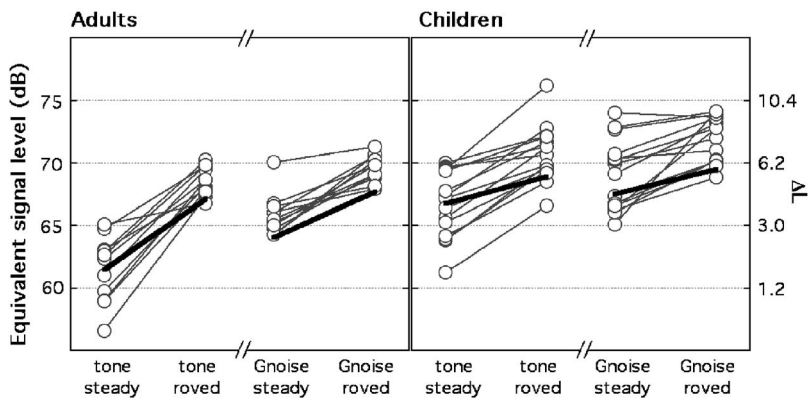 Adults
Children
Equivalent signal level (dB)
75
70
65
60
10.4
6.2
3.0
1.2
ΔL
tone
steady
tone
roved
Gnoise
steady
Gnoise
roved
tone
steady
tone
roved
Gnoise
steady
Gnoise
roved